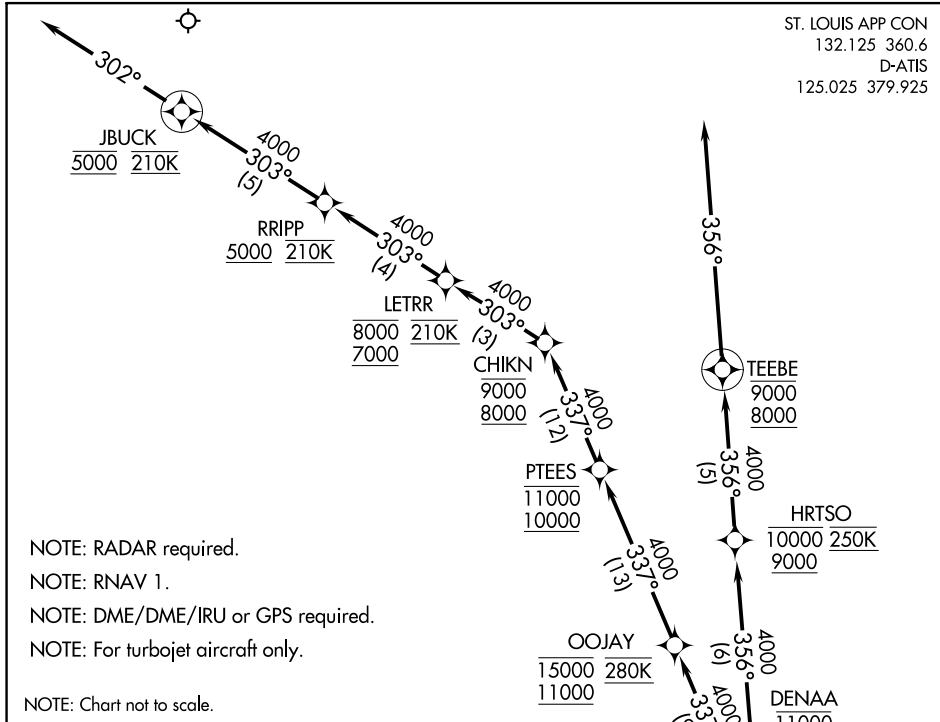 ST. LOUIS APP CON
132.125 360.6
D-ATIS
125.025 379.925
302°
JBUCK
5000 210K
4000
303°
(5)
RRIPP
5000 210K
4000
303°
(4)
LETRR
8000 210K
7000
4000
303°
(3)
CHIKN
9000
8000
4000
337°
(12)
PTEES
11000
10000
4000
337°
(13)
OOJAY
15000 280K
11000
4000
356°
TEEBE
9000
8000
4000
356°
(5)
HRTSO
10000 250K
9000
4000
356°
(6)
DENAA
11000
NOTE: RADAR required.
NOTE: RNAV 1.
NOTE: DME/DME/IRU or GPS required.
NOTE: For turbojet aircraft only.
NOTE: Chart not to scale.